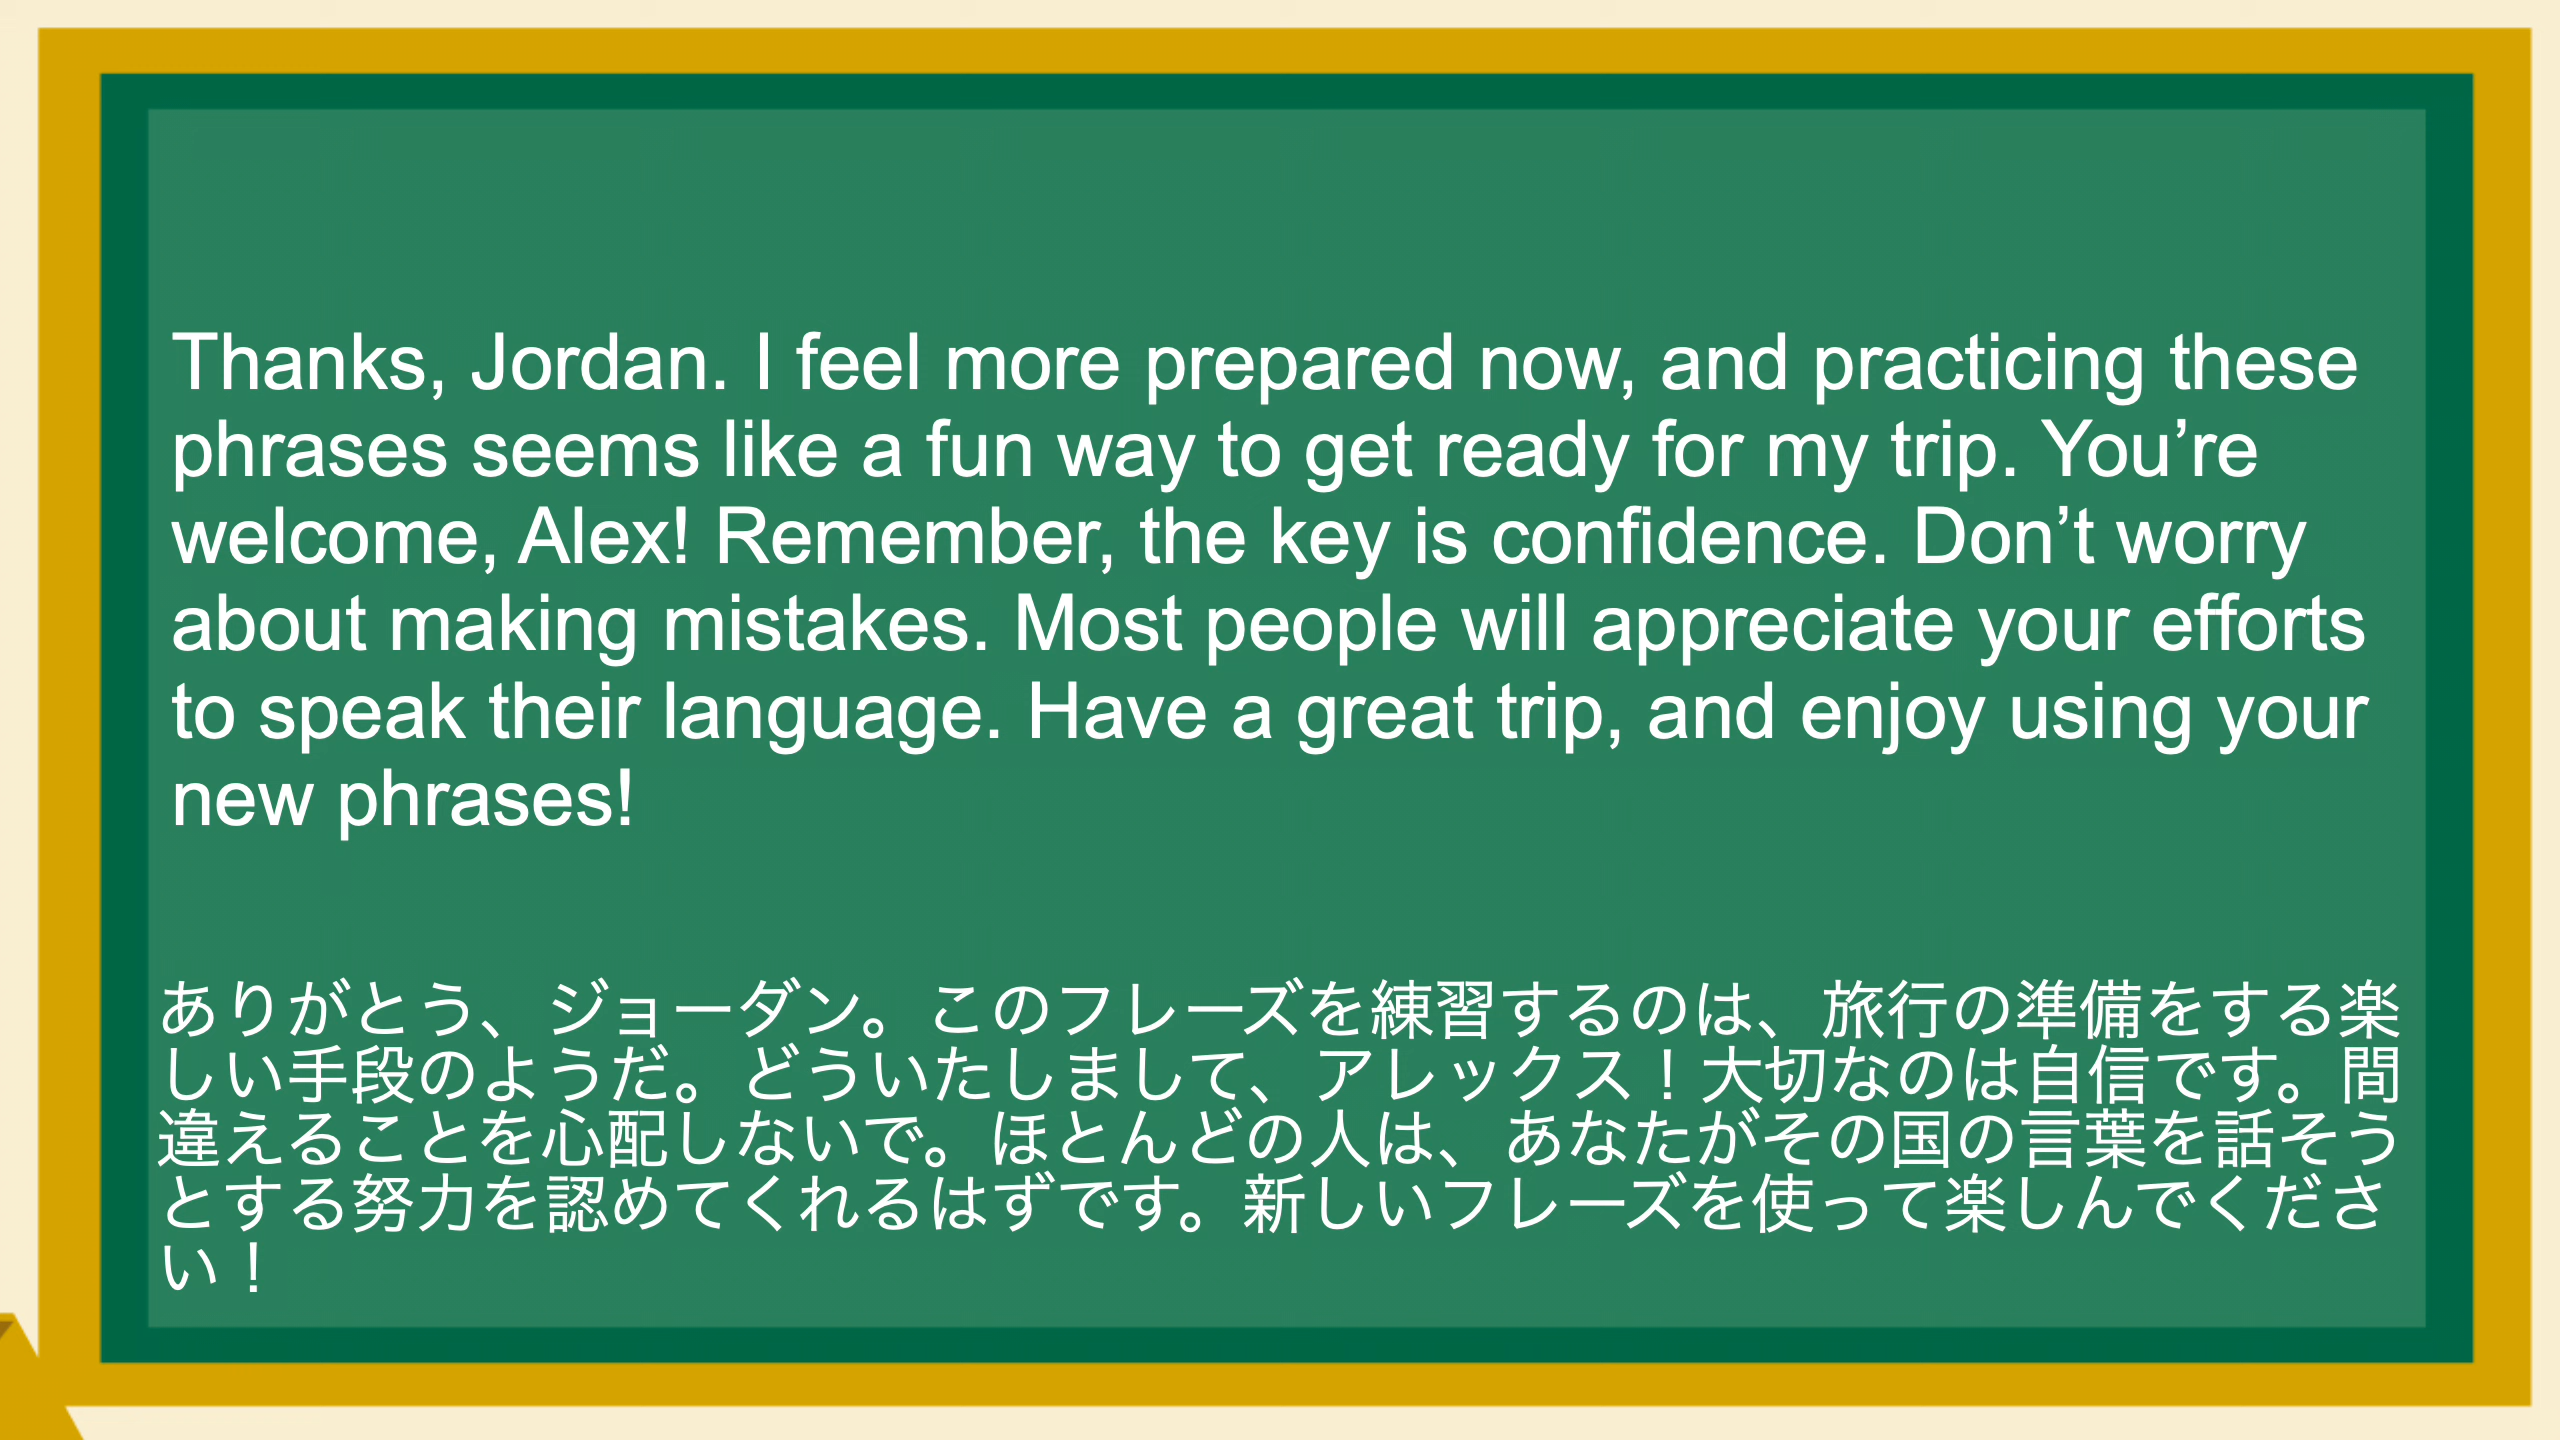 Thanks, Jordan. I feel more prepared now, and practicing these
phrases seems like a fun way to get ready for my trip. You’re
welcome, Alex! Remember, the key is confidence. Don’t worry
about making mistakes. Most people will appreciate your efforts
to speak their language. Have a great trip, and enjoy using your
new phrases!
ありがとう、ジョーダン。このフレーズを練習するのは、旅行の準備をする楽
しい手段のようだ。どういたしまして、アレックス！大切なのは自信です。間
違えることを心配しないで。ほとんどの人は、あなたがその国の言葉を話そう
とする努力を認めてくれるはずです。新しいフレーズを使って楽しんでくださ
い！